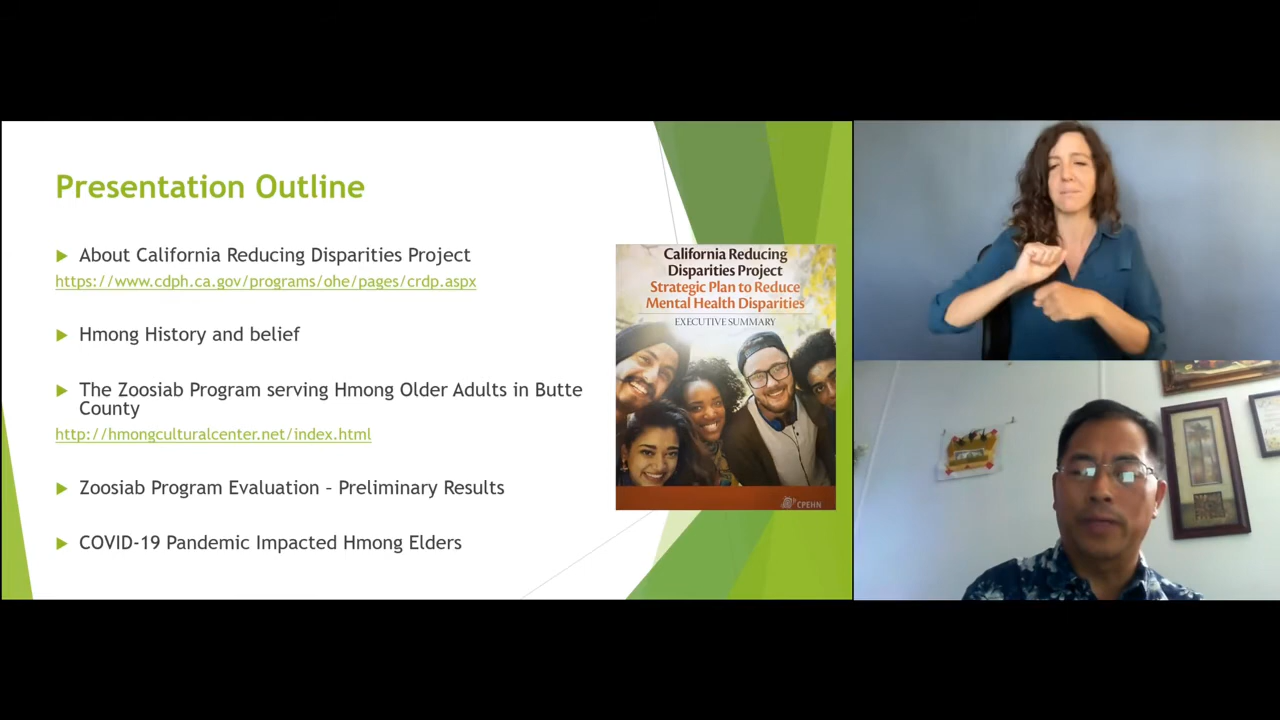 Presentation Outline
About California Reducing Disparities Project
https://www.cdph.ca.gov/programs/ohe/pages/crdp.aspx
Hmong History and belief
The Zoosiab Program serving Hmong Older Adults in Butte
County
http://hmongculturalcenter.net/index.html
Zoosiab Program Evaluation – Preliminary Results
COVID-19 Pandemic Impacted Hmong Elders
California Reducing
Disparities Project
Strategic Plan to Reduce
Mental Health Disparities
EXECUTIVE SUMMARY
CPEHN